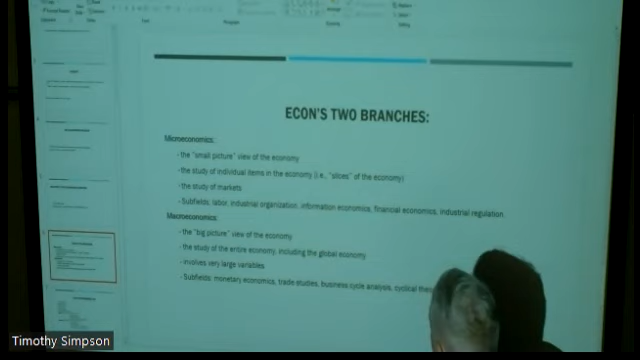 ECON'S TWO BRANCHES:
Microeconomics:
- the "small picture" view of the economy
- the study of individual items in the economy (i.e., "slices" of the economy)
- the study of markets
- Subfields: labor, industrial organization, information economics, financial economics, industrial regulation.
Macroeconomics:
- the "big picture" view of the economy
- the study of the entire economy, including the global economy
- involves very large variables
- Subfields: monetary economics, trade studies, business cycle analysis, cyclical
Timothy Simpson